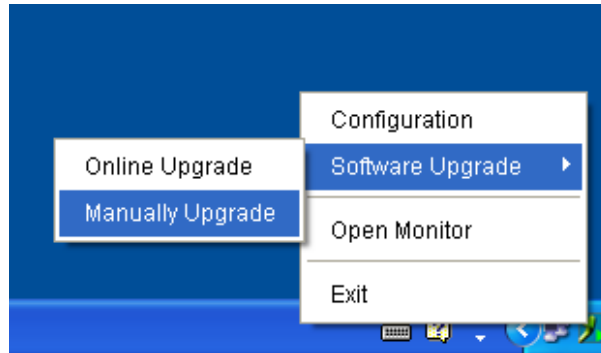 Configuration
Software Upgrade
Online Upgrade
Manually Upgrade
Open Monitor
Exit